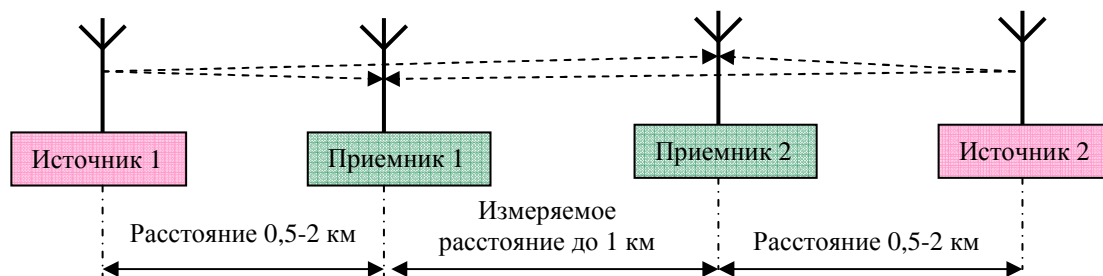 Источник 1
Приемник 1
Приемник 2
Источник 2
Расстояние 0,5-2 км
Измеряемое
расстояние до 1 км
Расстояние 0,5-2 км